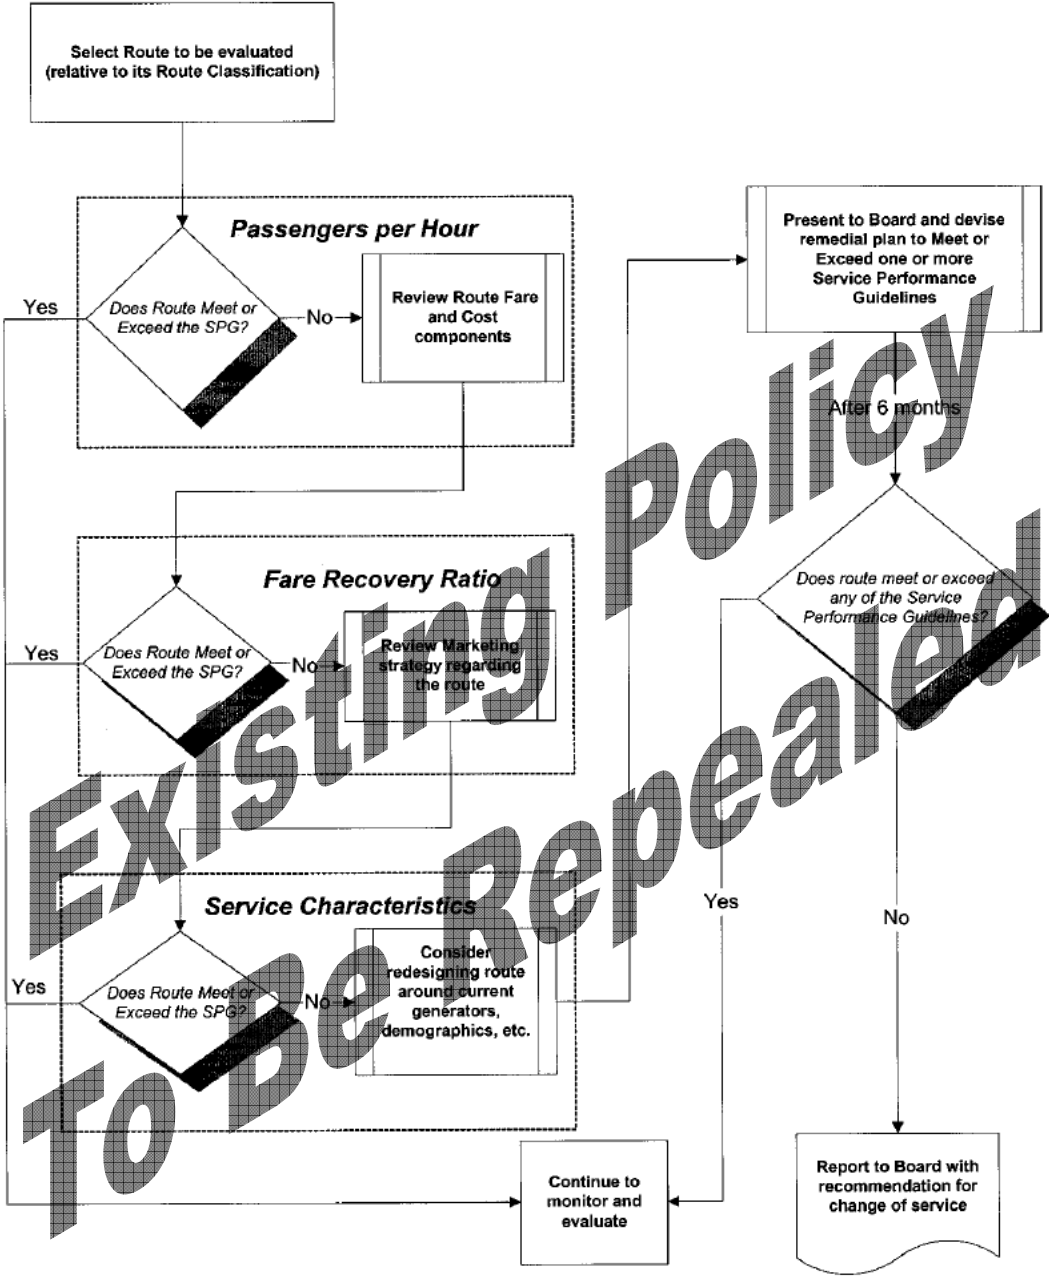 Select Route to be evaluated
(relative to its Route Classification)
Passengers per Hour
Does Route Meet or
Exceed the SPG?
Yes
No
Review Route Fare
and Cost
components
Fare Recovery Ratio
Does Route Meet or
Exceed the SPG?
Yes
No
Review Marketing
strategy regarding
the route
Service Characteristics
Does Route Meet or
Exceed the SPG?
Yes
No
Consider
redesigning route
around current
generators,
demographics, etc.
Present to Board and devise
remedial plan to Meet or
Exceed one or more
Service Performance
Guidelines
After 6 months
Does route meet or exceed
any of the Service
Performance Guidelines?
Yes
No
Continue to
monitor and
evaluate
Report to Board with
recommendation for
change of service
Existing Policy
To Be Repealed